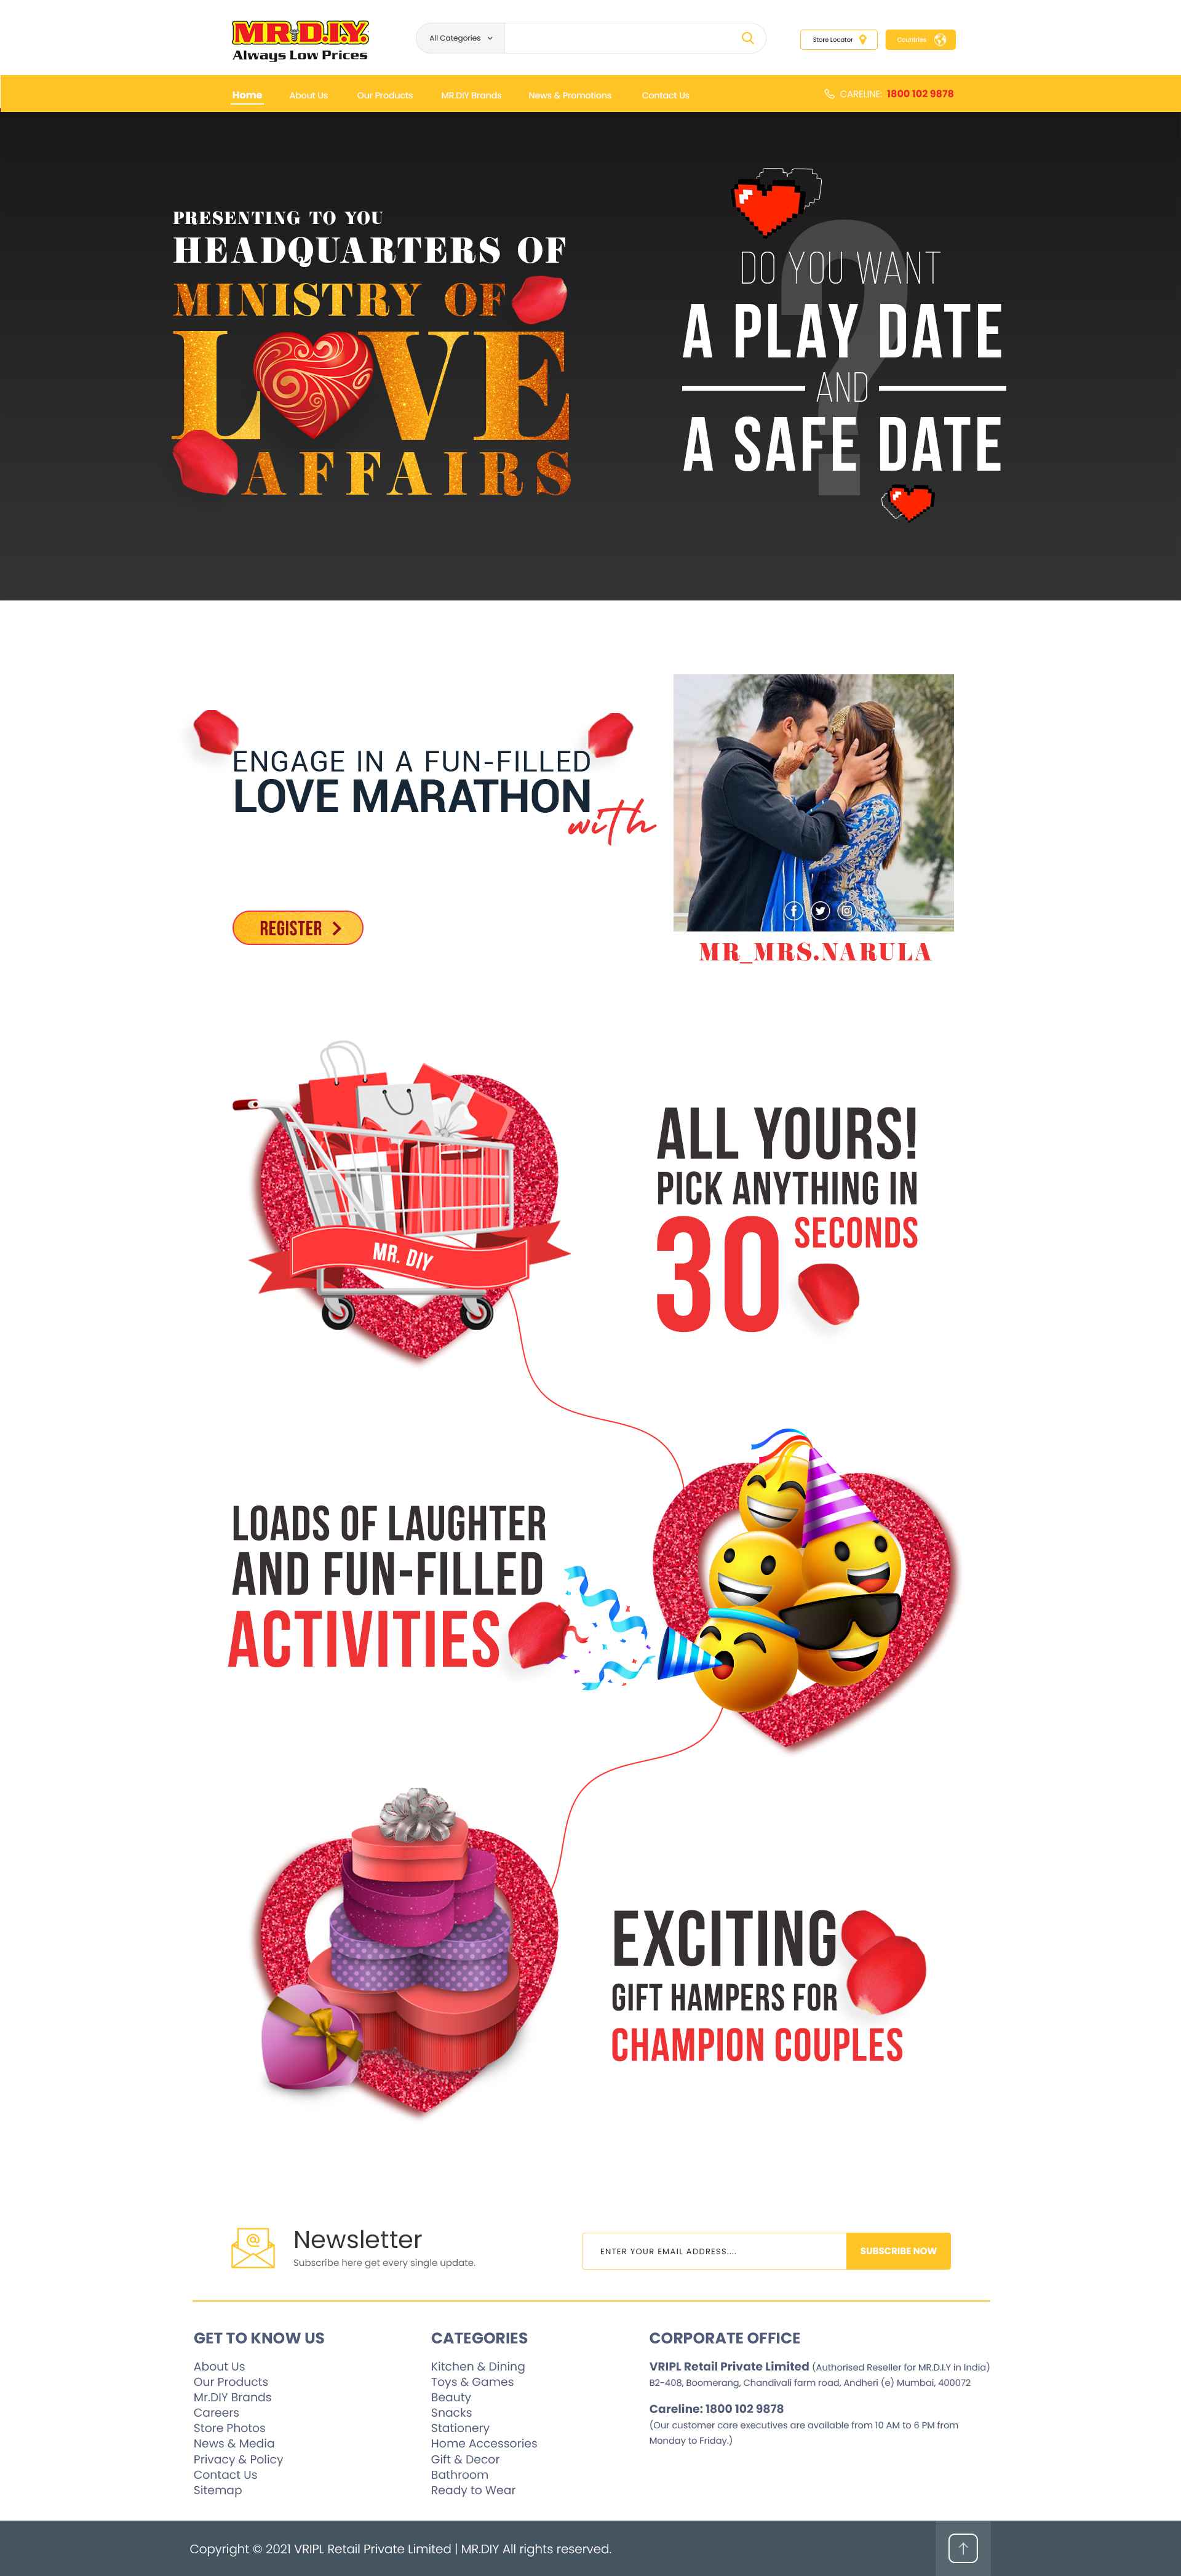 MR.D.I.Y.
Always Low Prices
All Categories
Store Locator
Countries
Home
About Us
Our Products
MR.DIY Brands
News & Promotions
Contact Us
CARELINE: 1800 102 9878
PRESENTING TO YOU
HEADQUARTERS OF
MINISTRY OF
LOVE
AFFAIRS
?
DO YOU WANT
A PLAY DATE
AND
A SAFE DATE
ENGAGE IN A FUN-FILLED
LOVE MARATHON
with
REGISTER
MR_MRS.NARULA
MR. DIY
ALL YOURS!
PICK ANYTHING IN
30 SECONDS
LOADS OF LAUGHTER
AND FUN-FILLED
ACTIVITIES
EXCITING
GIFT HAMPERS FOR
CHAMPION COUPLES
Newsletter
Subscribe here get every single update.
ENTER YOUR EMAIL ADDRESS....
SUBSCRIBE NOW
GET TO KNOW US
About Us
Our Products
Mr.DIY Brands
Careers
Store Photos
News & Media
Privacy & Policy
Contact Us
Sitemap
CATEGORIES
Kitchen & Dining
Toys & Games
Beauty
Snacks
Stationery
Home Accessories
Gift & Decor
Bathroom
Ready to Wear
CORPORATE OFFICE
VRIPL Retail Private Limited (Authorised Reseller for MR.D.I.Y in India)
B2-408, Boomerang, Chandivali farm road, Andheri (e) Mumbai, 400072
Careline: 1800 102 9878
(Our customer care executives are available from 10 AM to 6 PM from
Monday to Friday.)
Copyright © 2021 VRIPL Retail Private Limited | MR.DIY All rights reserved.